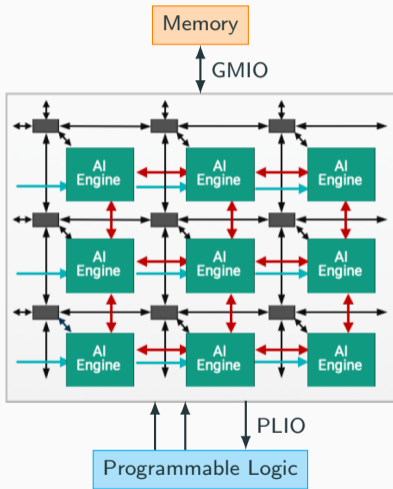 Memory
GMIO
AI
Engine
AI
Engine
AI
Engine
AI
Engine
AI
Engine
AI
Engine
AI
Engine
AI
Engine
AI
Engine
PLIO
Programmable Logic